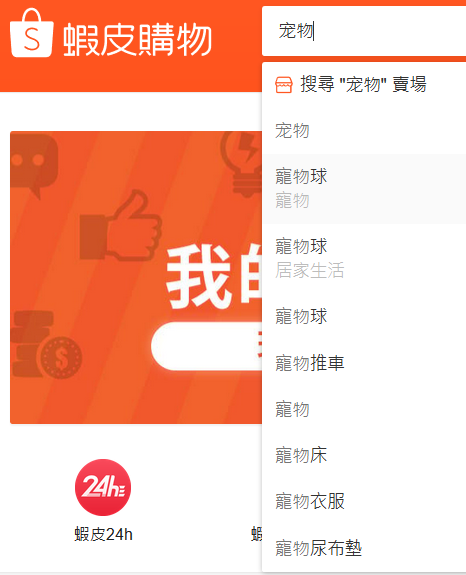 蝦皮購物
宠物
搜尋 "宠物" 賣場
宠物
寵物球
寵物
寵物球
居家生活
寵物球
寵物推車
寵物
寵物床
寵物衣服
寵物尿布墊
我的
24h
蝦皮24h